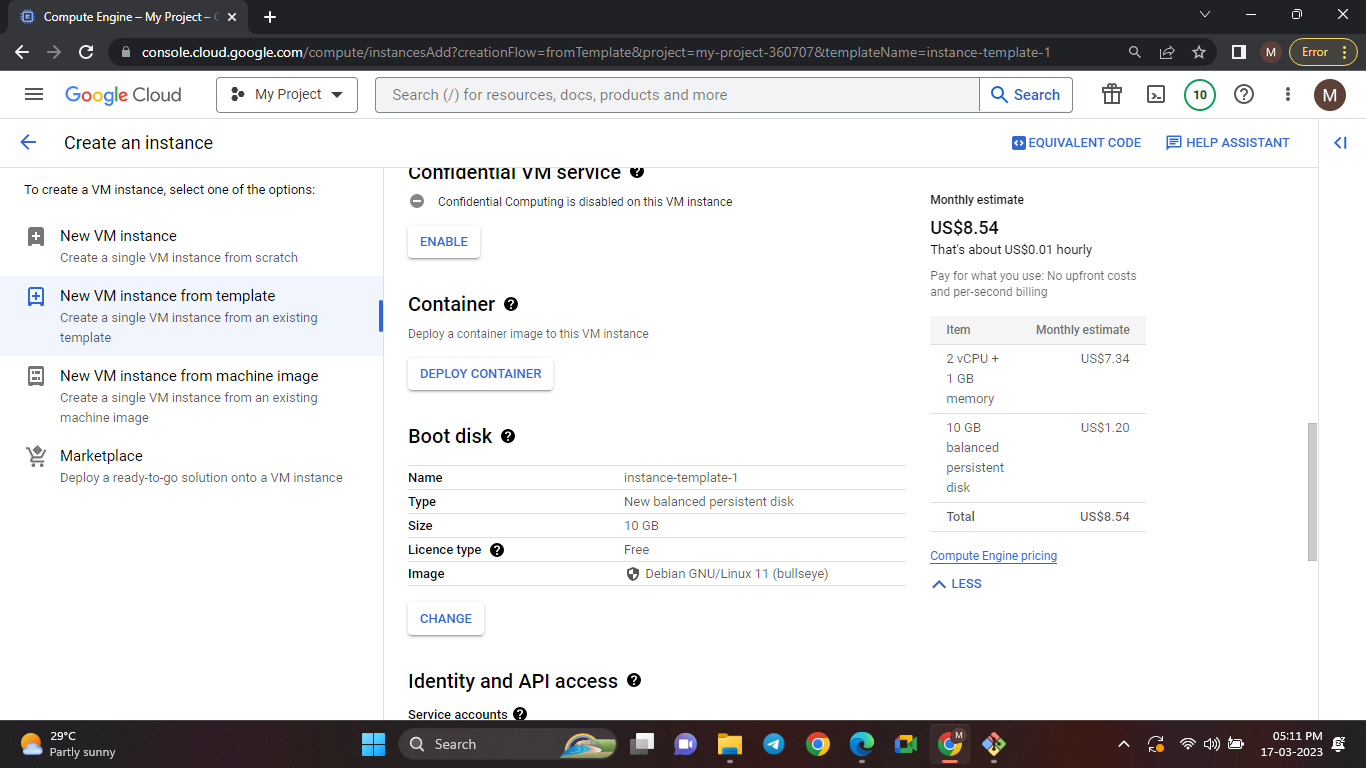 Compute Engine – My Project – G
console.cloud.google.com/compute/instancesAdd?creationFlow=fromTemplate&project=my-project-360707&templateName=instance-template-1
M
Error
Google Cloud
My Project
Search (/) for resources, docs, products and more
Search
10
M
Create an instance
EQUIVALENT CODE
HELP ASSISTANT
To create a VM instance, select one of the options:
New VM instance
Create a single VM instance from scratch
New VM instance from template
Create a single VM instance from an existing
template
New VM instance from machine image
Create a single VM instance from an existing
machine image
Marketplace
Deploy a ready-to-go solution onto a VM instance
Confidential VM service
Confidential Computing is disabled on this VM instance
ENABLE
Container
Deploy a container image to this VM instance
DEPLOY CONTAINER
Boot disk
Name instance-template-1
Type New balanced persistent disk
Size 10 GB
Licence type Free
Image Debian GNU/Linux 11 (bullseye)
CHANGE
Identity and API access
Service accounts
Monthly estimate
US$8.54
That's about US$0.01 hourly
Pay for what you use: No upfront costs
and per-second billing
Item Monthly estimate
2 vCPU + US$7.34
1 GB
memory
10 GB US$1.20
balanced
persistent
disk
Total US$8.54
Compute Engine pricing
LESS
29°C
Partly sunny
Search
M
05:11 PM
17-03-2023